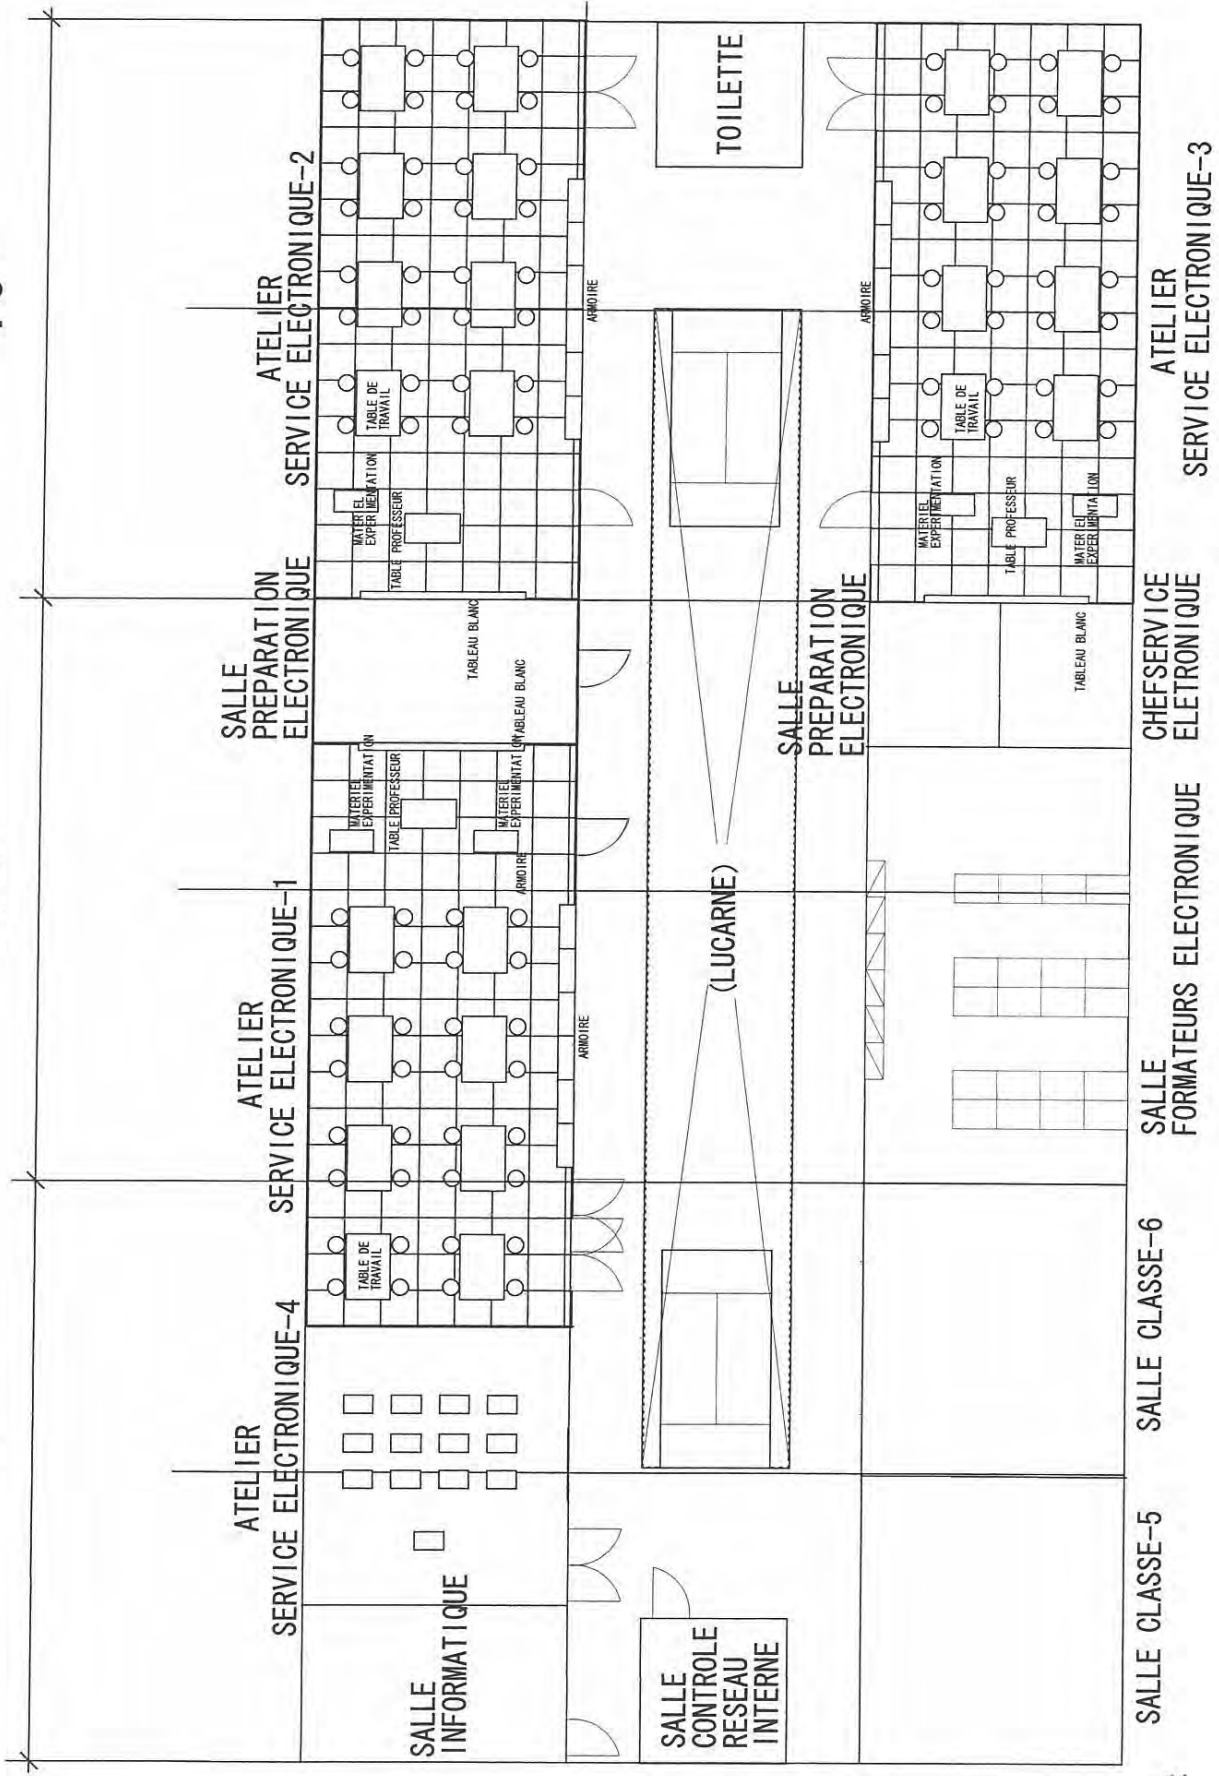 ATELIER
SERVICE ELECTRONIQUE-4
ATELIER
SERVICE ELECTRONIQUE-1
SALLE
PREPARATION
ELECTRONIQUE
ATELIER
SERVICE ELECTRONIQUE-2
SALLE
INFORMATIQUE
TABLE DE
TRAVAIL
ARMOIRE
ARMOIRE
MATERIEL
EXPERIMENTATION
TABLE PROFESSEUR
MATERIEL
EXPERIMENTATION
TABLEAU BLANC
TABLEAU BLANC
MATERIEL
EXPERIMENTATION
TABLE PROFESSEUR
TABLE DE
TRAVAIL
ARMOIRE
SALLE
CONTROLE
RESEAU
INTERNE
(LUCARNE)
TOILETTE
SALLE
PREPARATION
ELECTRONIQUE
MATERIEL
EXPERIMENTATION
TABLE PROFESSEUR
MATERIEL
EXPERIMENTATION
TABLE DE
TRAVAIL
ARMOIRE
TABLEAU BLANC
SALLE CLASSE-5
SALLE CLASSE-6
SALLE
FORMATEURS ELECTRONIQUE
CHEFSERVICE
ELETRONIQUE
ATELIER
SERVICE ELECTRONIQUE-3